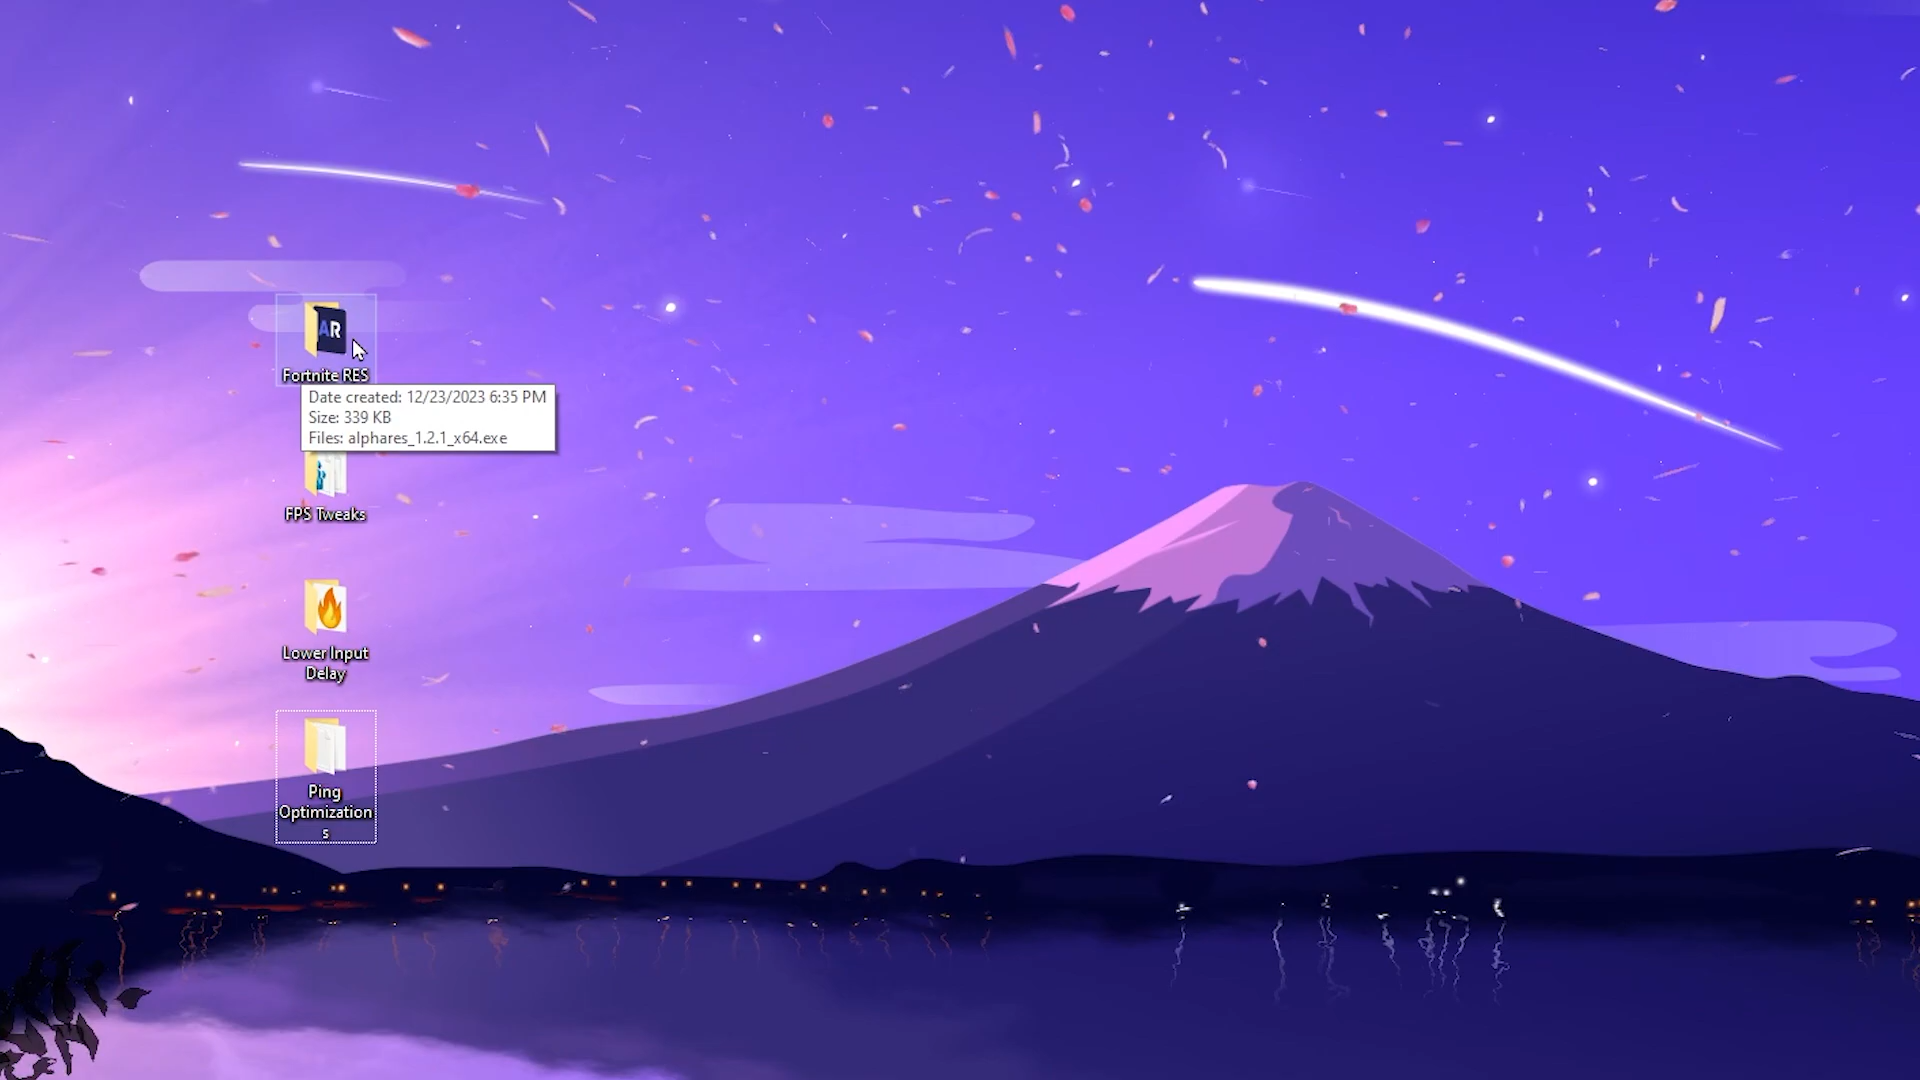 AR
Fortnite RES
Date created: 12/23/2023 6:35 PM
Size: 339 KB
Files: alphares_1.2.1_x64.exe
FPS Tweaks
Lower Input
Delay
Ping
Optimization
s